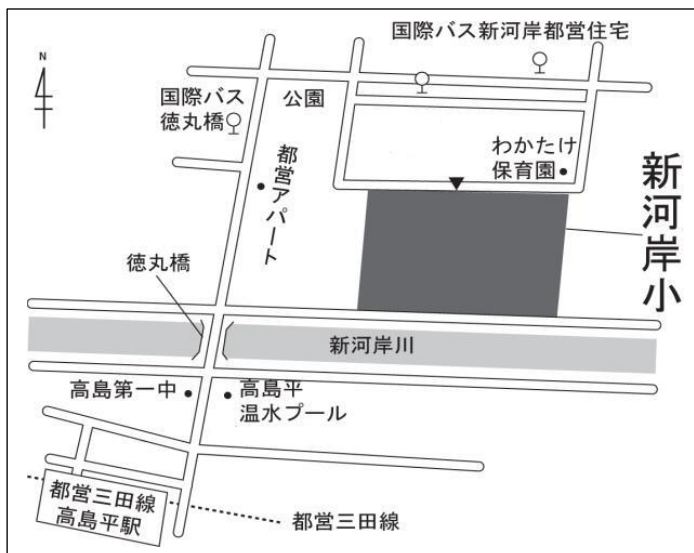 N
国際バス新河岸都営住宅
国際バス
徳丸橋
公園
都営アパート
わかたけ
保育園
新河岸小
徳丸橋
新河岸川
高島第一中
高島平
温水プール
都営三田線
高島平駅
都営三田線